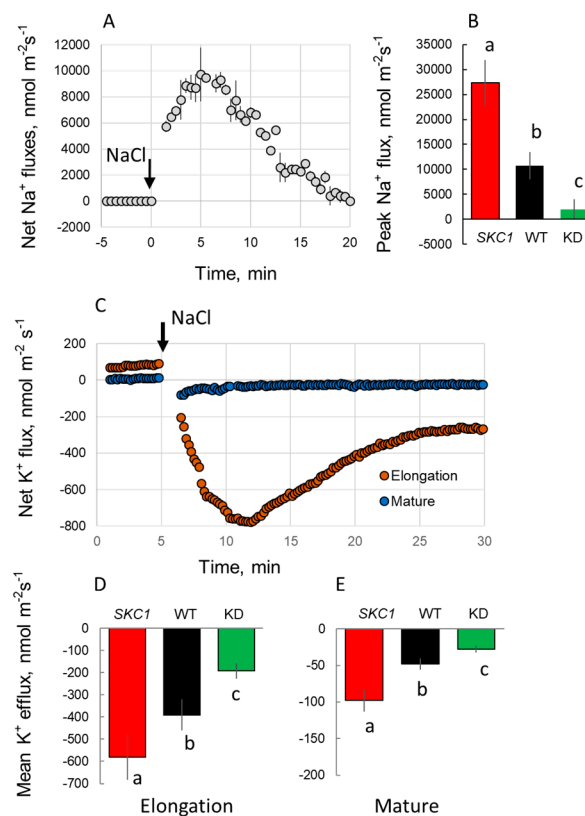 A
Net Na⁺ fluxes, nmol m⁻²s⁻¹
12000
10000
8000
6000
4000
2000
0
-2000
NaCl
-5 0 5 10 15 20
Time, min
B
Peak Na⁺ flux, nmol m⁻²s⁻¹
35000
30000
25000
20000
15000
10000
5000
0
-5000
a
b
c
SKC1 WT KD
C
NaCl
Net K⁺ flux, nmol m⁻² s⁻¹
200
0
-200
-400
-600
-800
Elongation
Mature
0 5 10 15 20 25 30
Time, min
D
Mean K⁺ efflux, nmol m⁻²s⁻¹
SKC1 WT KD
0
-100
-200
-300
-400
-500
-600
-700
a
b
c
Elongation
E
SKC1 WT KD
0
-50
-100
-150
-200
a
b
c
Mature